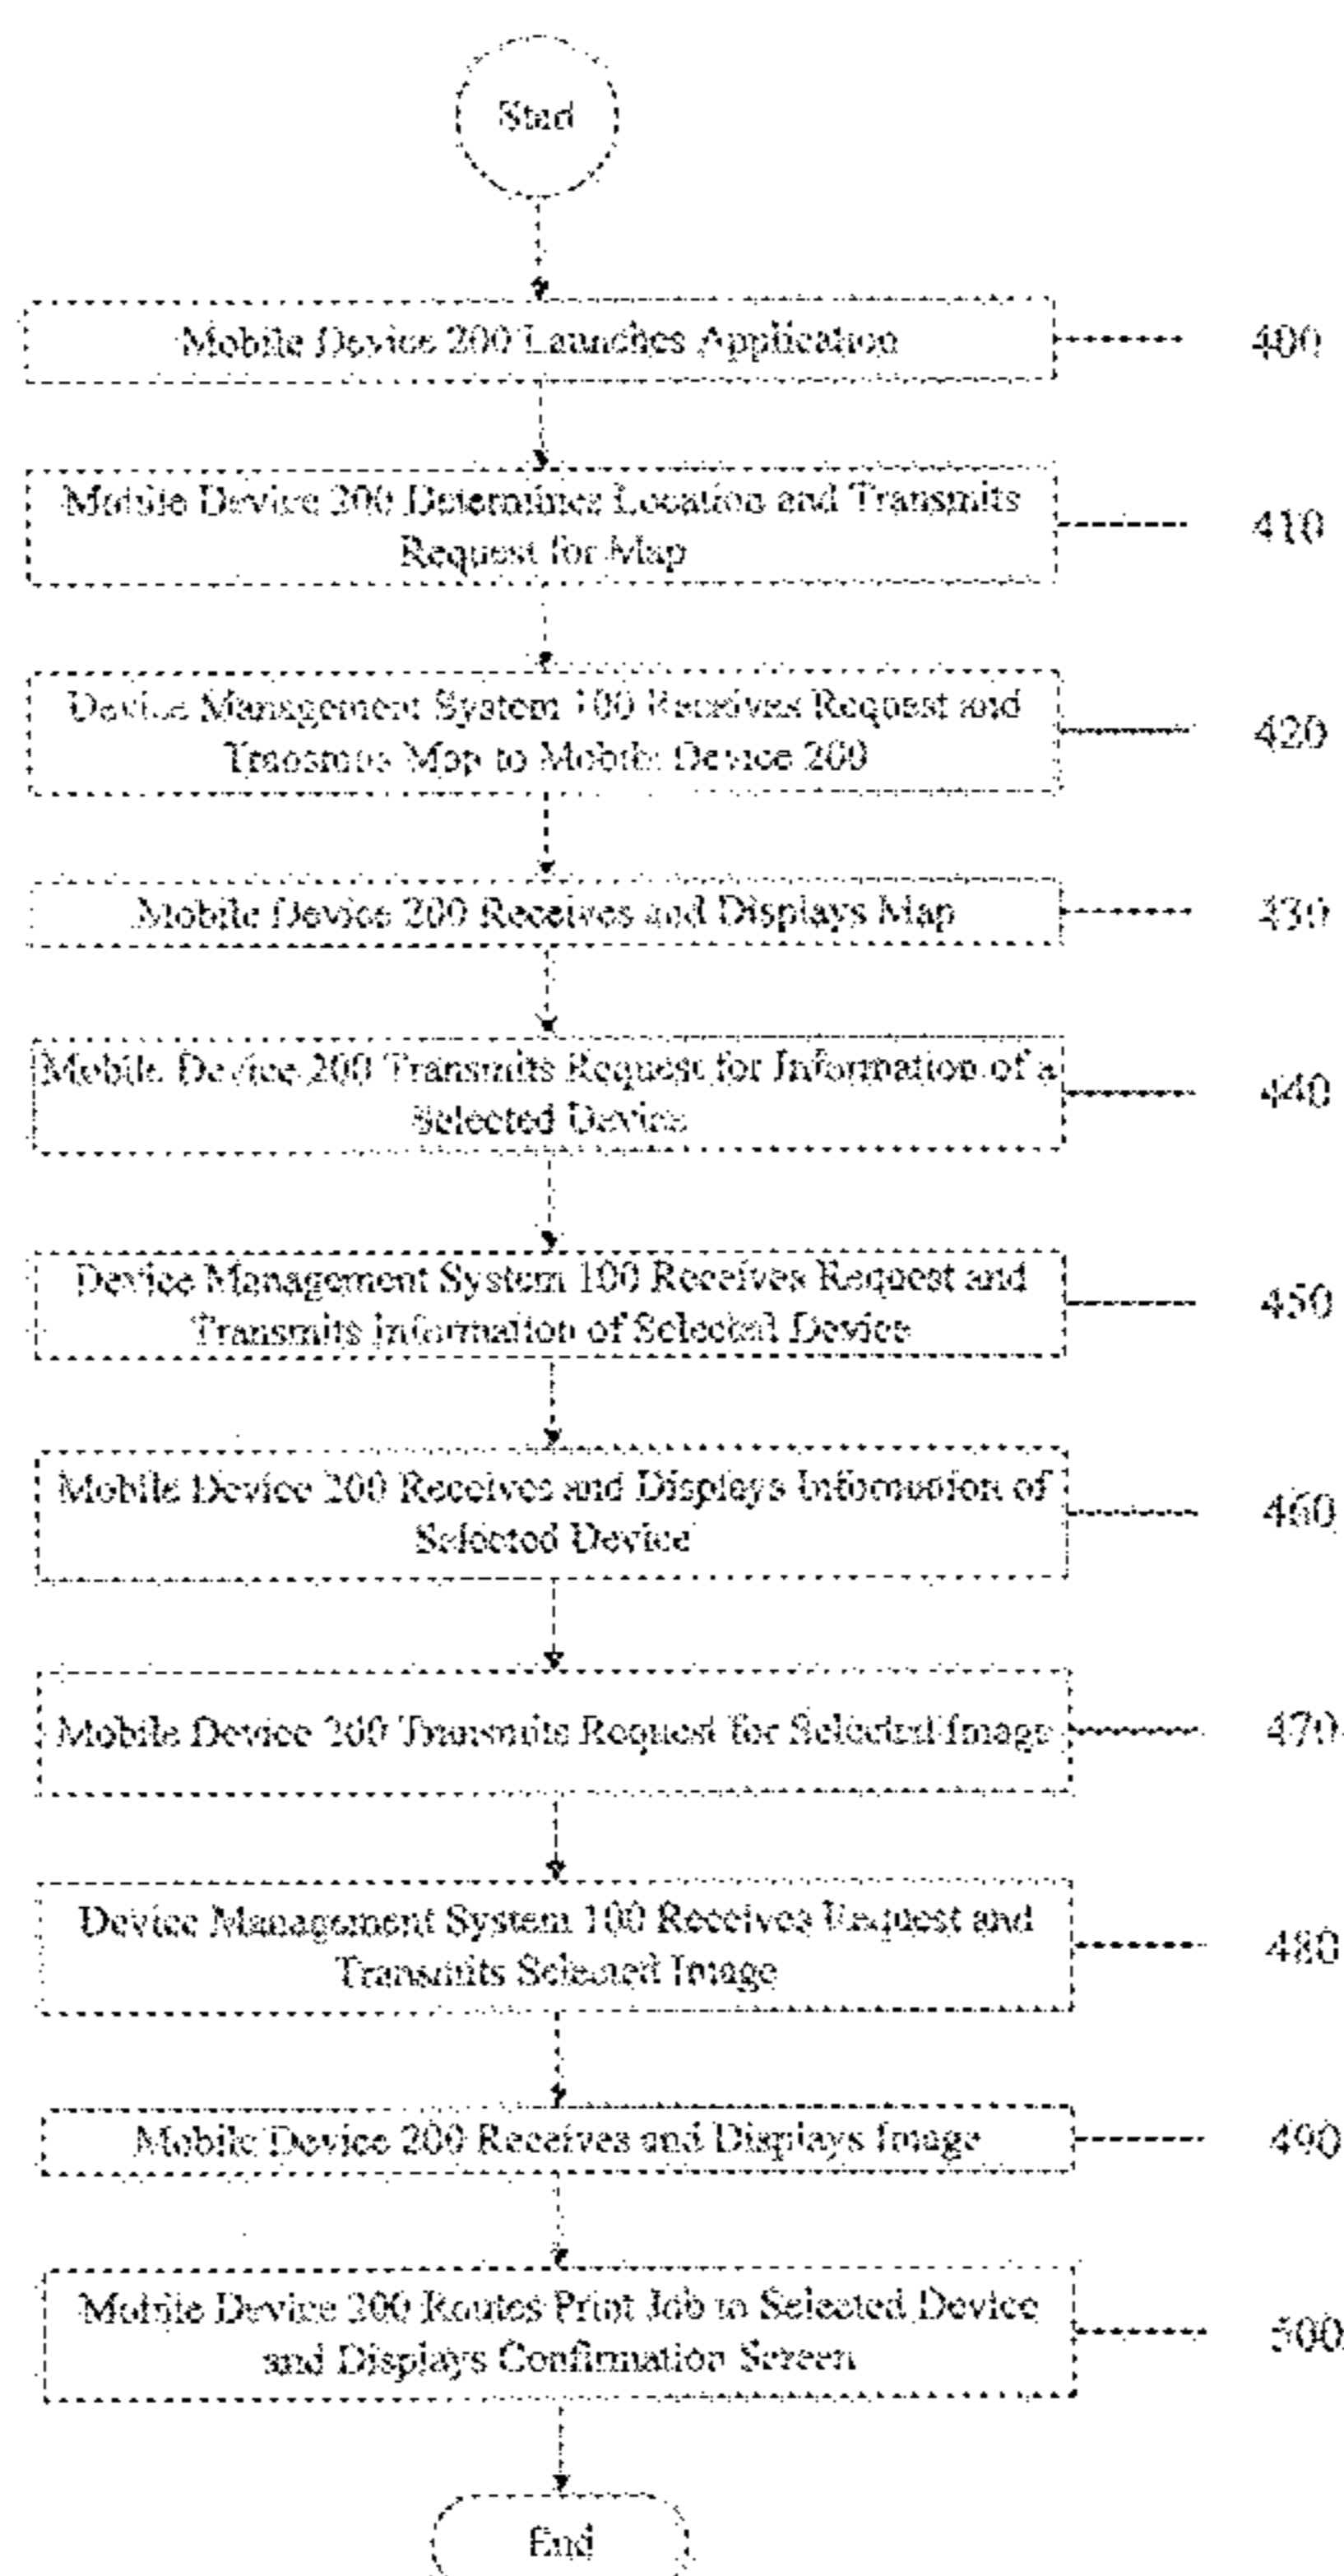 Start
Mobile Device 200 Launches Application
400
Mobile Device 200 Determines Location and Transmits
Request for Map
410
Device Management System 100 Receives Request and
Transmits Map to Mobile Device 200
420
Mobile Device 200 Receives and Displays Map
430
Mobile Device 200 Transmits Request for Information of a
Selected Device
440
Device Management System 100 Receives Request and
Transmits Information of Selected Device
450
Mobile Device 200 Receives and Displays Information of
Selected Device
460
Mobile Device 200 Transmits Request for Selected Image
470
Device Management System 100 Receives Request and
Transmits Selected Image
480
Mobile Device 200 Receives and Displays Image
490
Mobile Device 200 Routes Print Job to Selected Device
and Displays Confirmation Screen
500
End